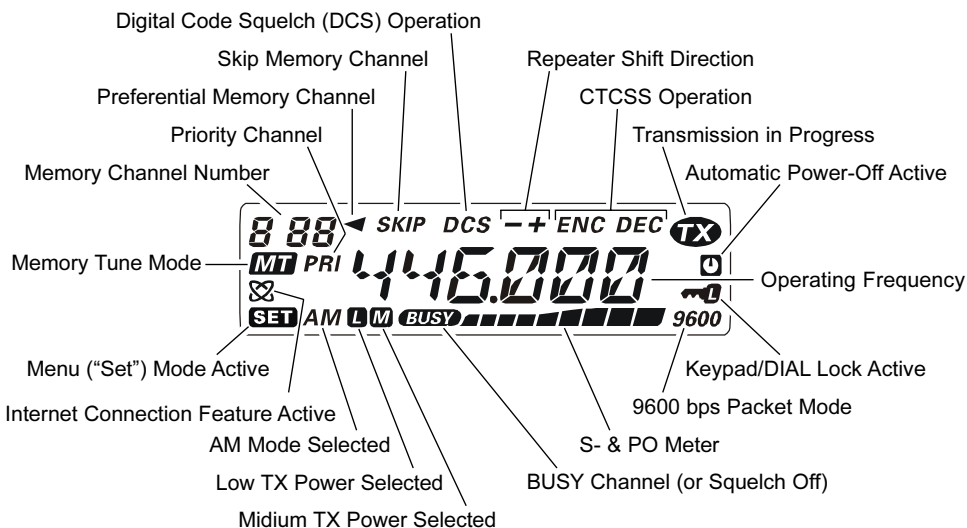 Digital Code Squelch (DCS) Operation
Skip Memory Channel
Repeater Shift Direction
Preferential Memory Channel
CTCSS Operation
Priority Channel
Transmission in Progress
Memory Channel Number
Automatic Power-Off Active
8 88 SKIP DCS -+ ENC DEC TX
Memory Tune Mode
MT PRI 446.000
Operating Frequency
L
SET AM L M BUSY 9600
Menu (“Set”) Mode Active
Keypad/DIAL Lock Active
Internet Connection Feature Active
9600 bps Packet Mode
AM Mode Selected
S- & PO Meter
Low TX Power Selected
BUSY Channel (or Squelch Off)
Midium TX Power Selected